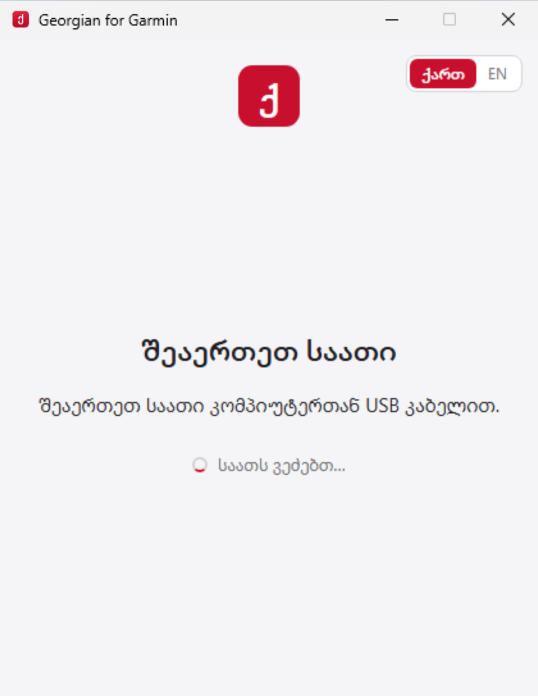 Georgian for Garmin
ქ
ქართ EN
შეაერთეთ საათი
შეაერთეთ საათი კომპიუტერთან USB კაბელით.
საათს ვეძებთ...